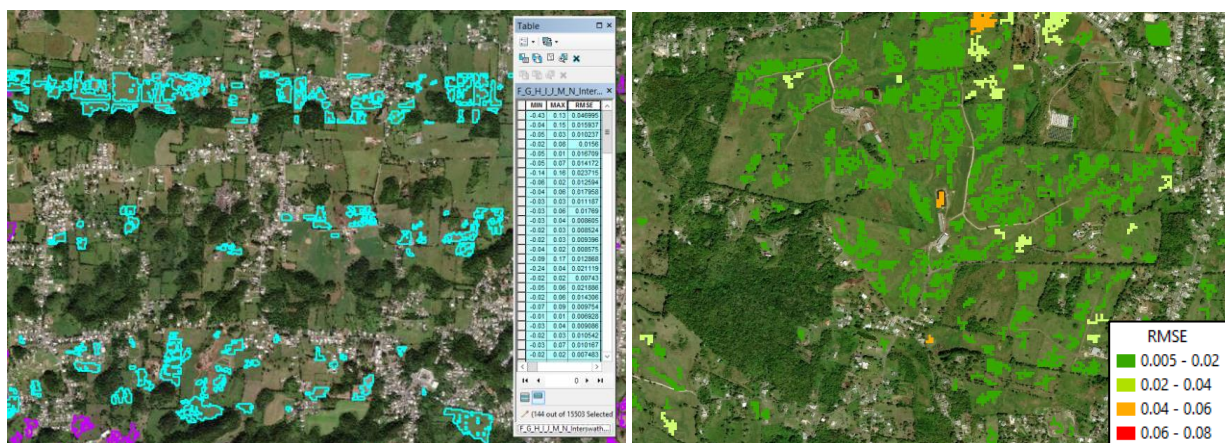 Table
F_G_H_I_J_M_N_Inters...
MIN MAX RMSE
-0.43 0.13 0.046995
-0.04 0.15 0.015937
-0.05 0.03 0.010237
-0.02 0.06 0.0156
-0.05 0.01 0.016709
-0.05 0.07 0.014172
-0.14 0.16 0.023715
-0.06 0.02 0.012594
-0.04 0.06 0.017958
-0.03 0.03 0.011187
-0.03 0.06 0.01769
-0.03 0.04 0.008605
-0.02 0.03 0.008524
-0.02 0.03 0.009396
-0.04 0.02 0.008575
-0.09 0.17 0.012868
-0.24 0.04 0.021119
-0.02 0.02 0.00743
-0.05 0.06 0.021886
-0.02 0.06 0.014306
-0.07 0.09 0.009754
-0.01 0.01 0.006928
-0.03 0.04 0.009086
-0.02 0.03 0.010542
-0.03 0.07 0.010167
-0.02 0.02 0.007483
0
(144 out of 15503 Selected
F_G_H_I_J_M_N_Interswath...
RMSE
0.005 - 0.02
0.02 - 0.04
0.04 - 0.06
0.06 - 0.08